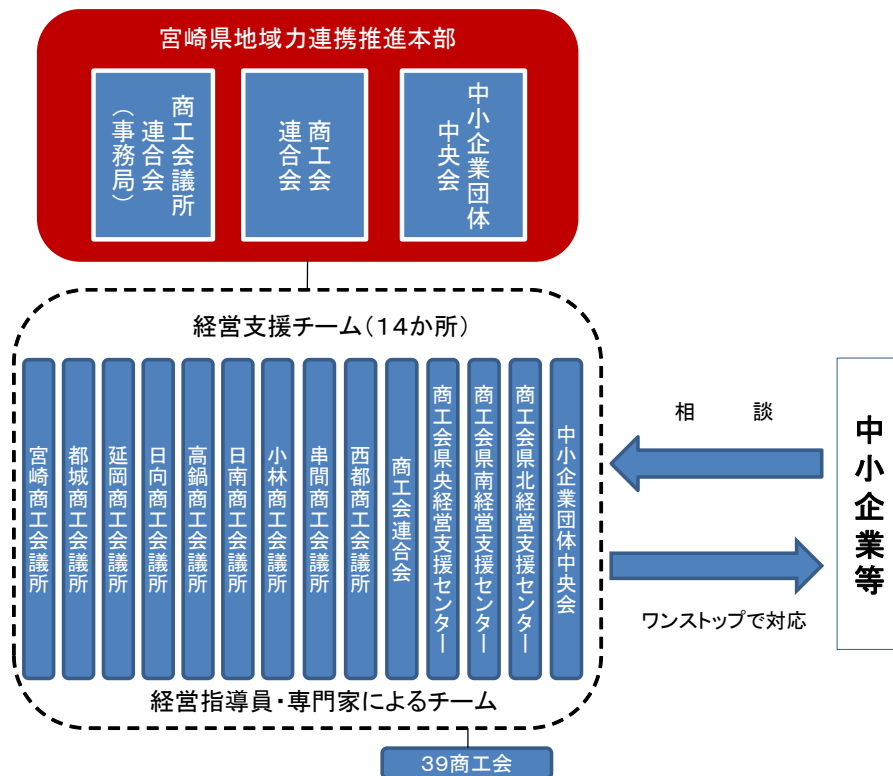 宮崎県地域力連携推進本部
商工会議所
連合会
（事務局）
商工会
連合会
中小企業団体
中央会
経営支援チーム（１４か所）
宮崎商工会議所
都城商工会議所
延岡商工会議所
日向商工会議所
高鍋商工会議所
日南商工会議所
小林商工会議所
串間商工会議所
西都商工会議所
商工会連合会
商工会県央経営支援センター
商工会県南経営支援センター
商工会県北経営支援センター
中小企業団体中央会
経営指導員・専門家によるチーム
39商工会
相　　談
ワンストップで対応
中小企業等